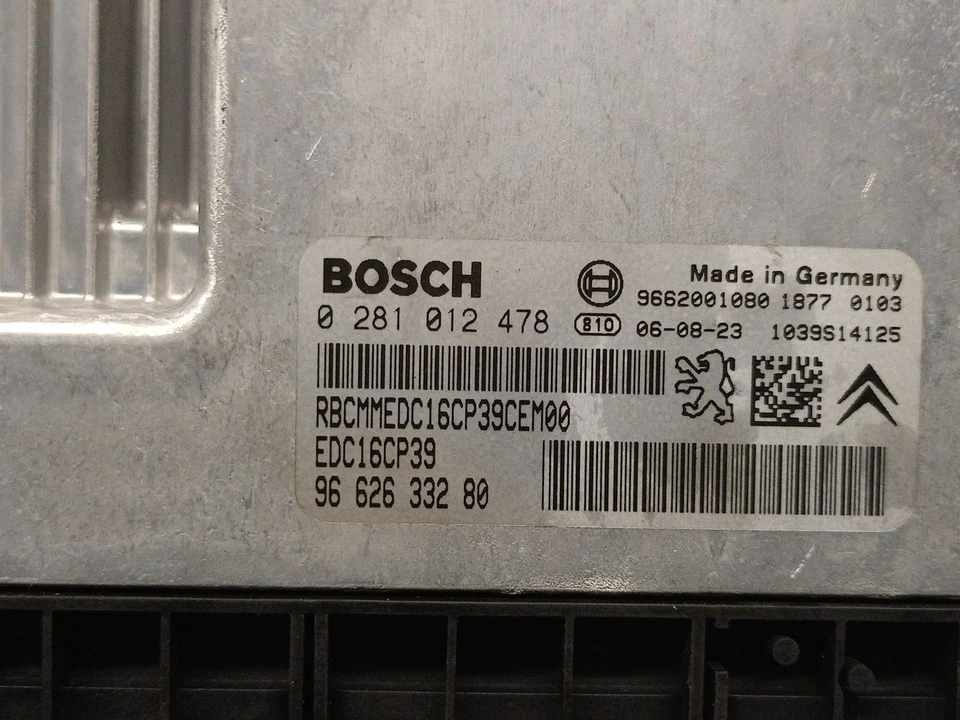 BOSCH
Made in Germany
9662001080 1877 0103
0 281 012 478 810 06-08-23 1039S14125
RBCMMEDC16CP39CEM00
EDC16CP39
96 626 332 80